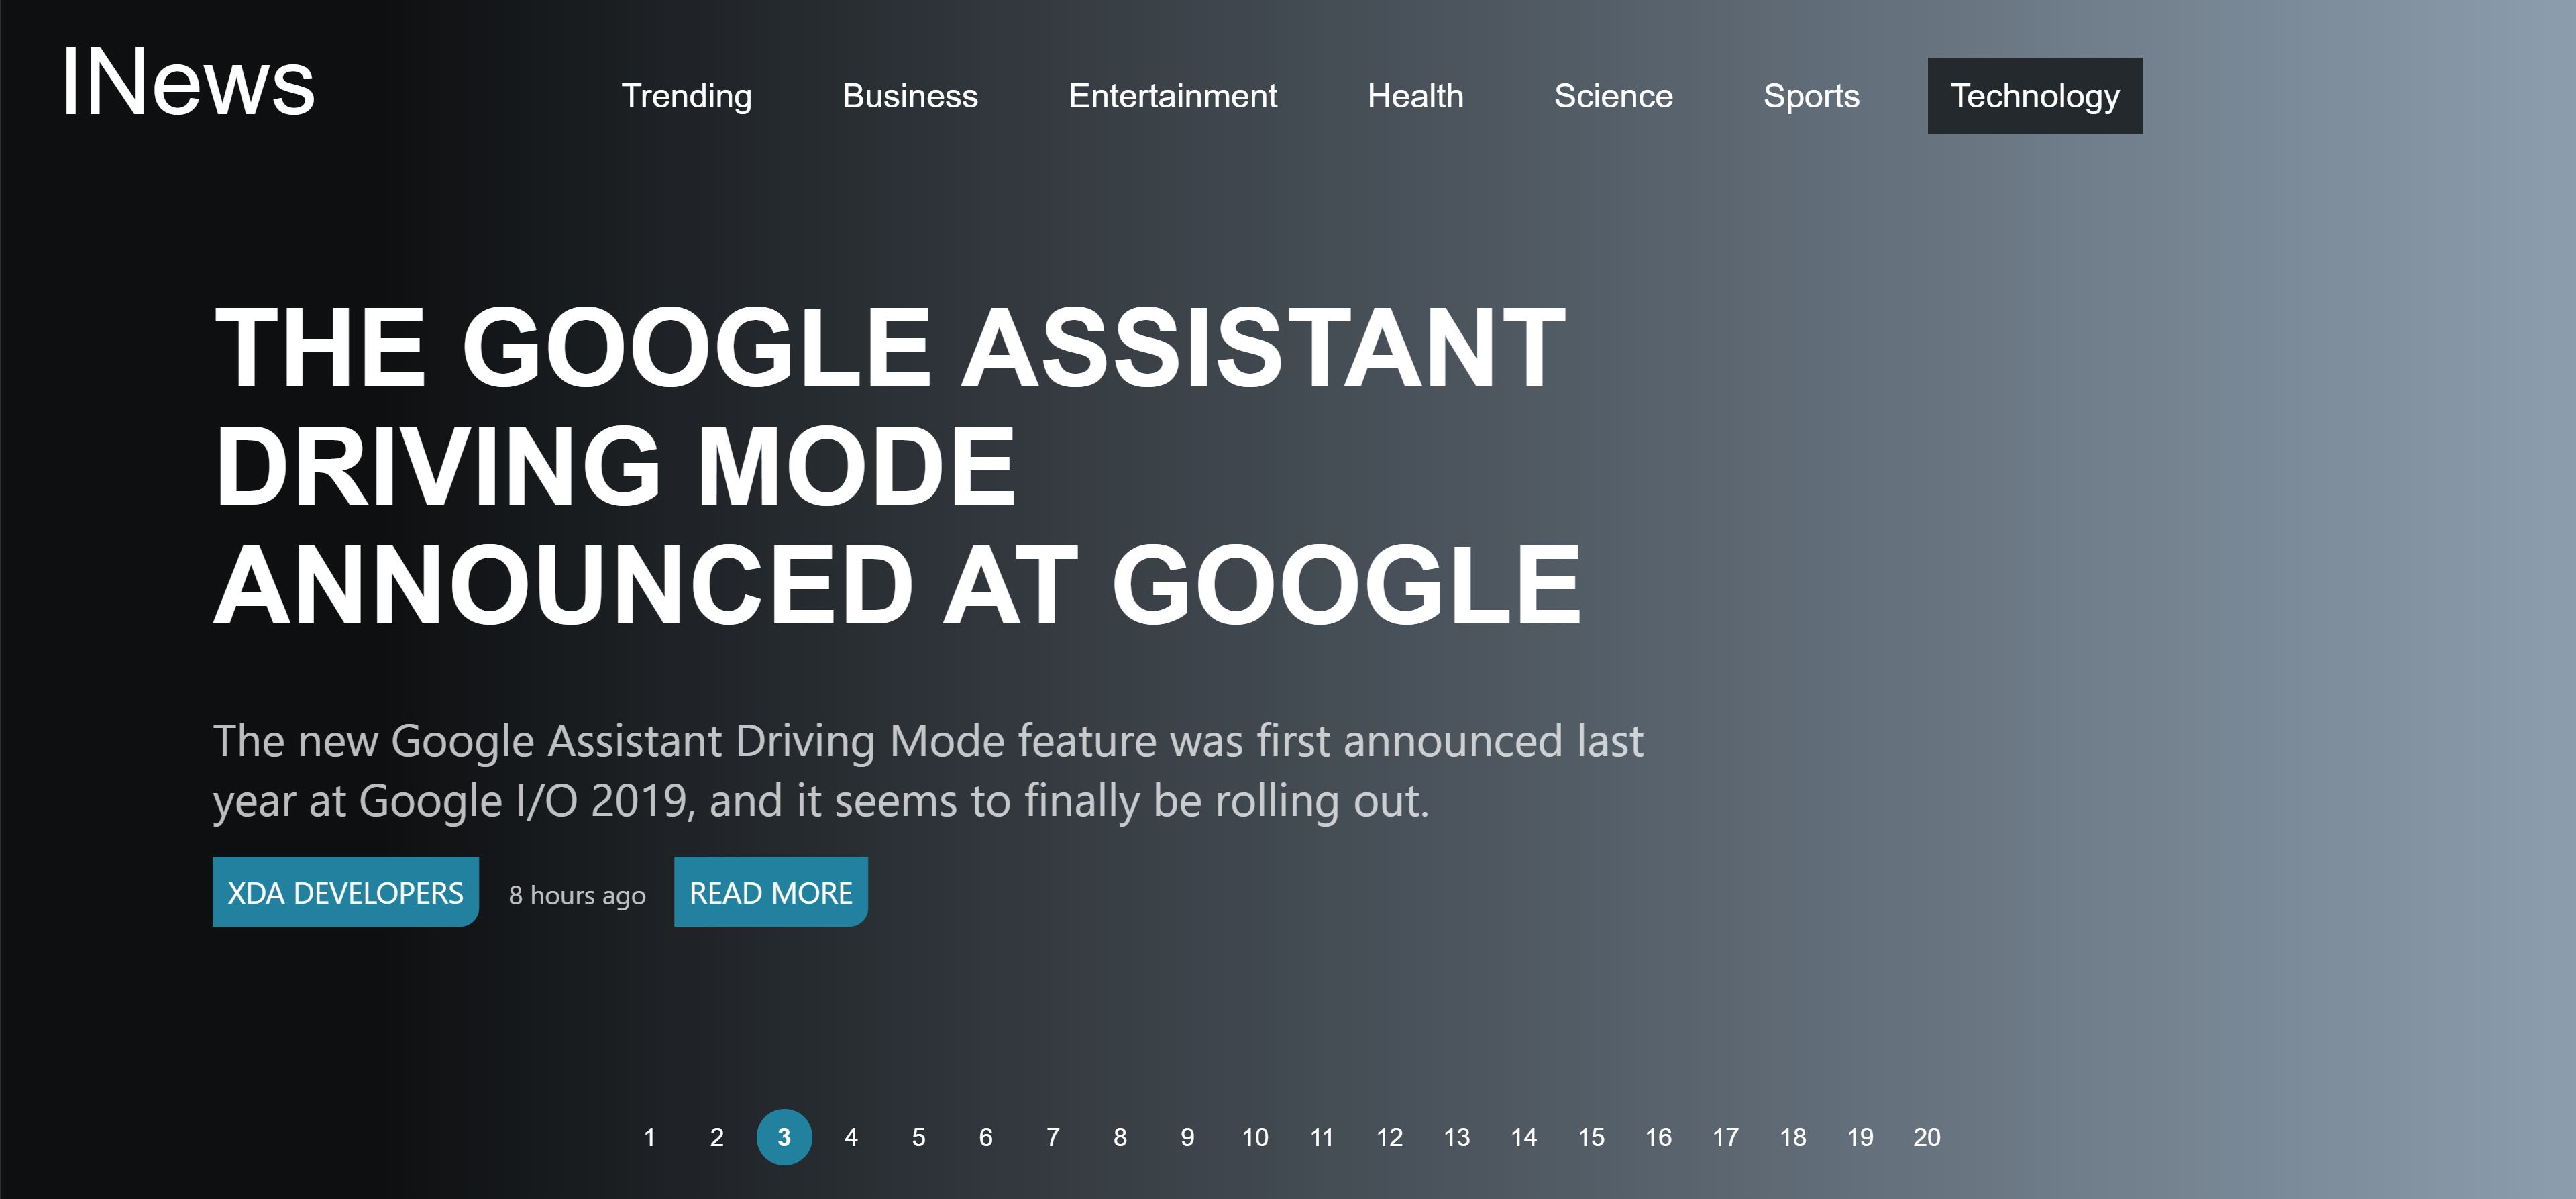 INews
Trending Business Entertainment Health Science Sports Technology
THE GOOGLE ASSISTANT
DRIVING MODE
ANNOUNCED AT GOOGLE
The new Google Assistant Driving Mode feature was first announced last
year at Google I/O 2019, and it seems to finally be rolling out.
XDA DEVELOPERS 8 hours ago READ MORE
1 2 3 4 5 6 7 8 9 10 11 12 13 14 15 16 17 18 19 20